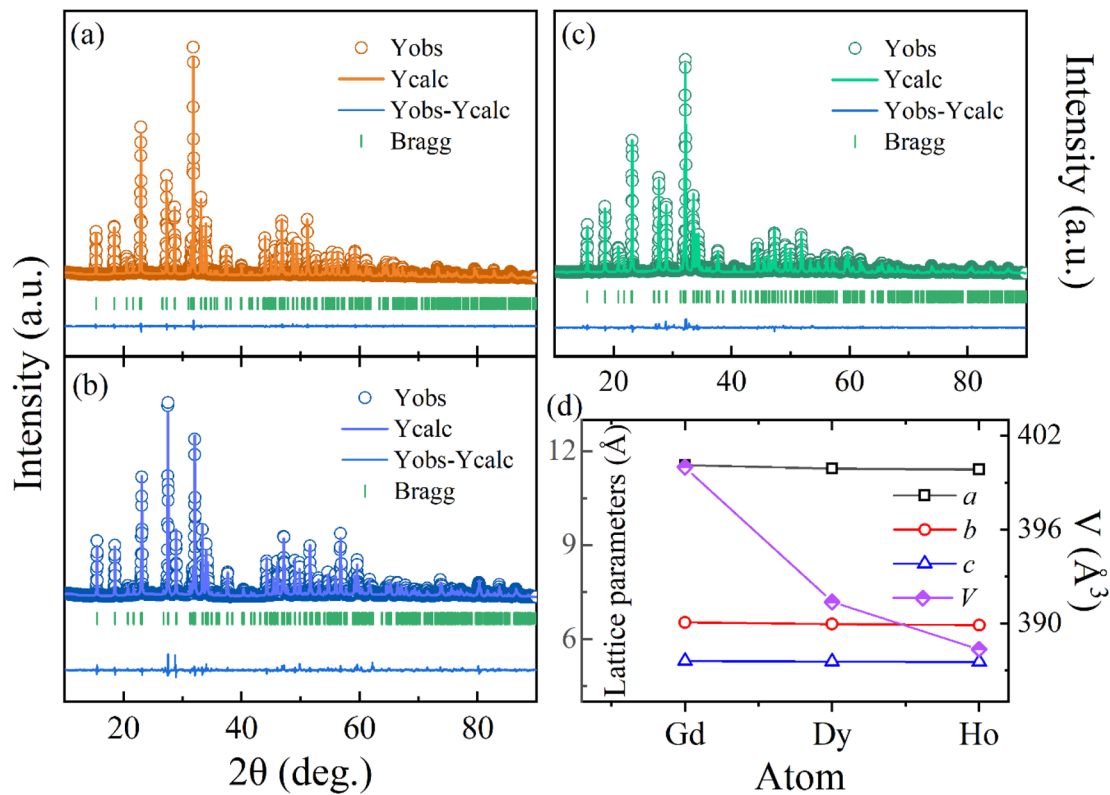 (a)
Yobs
Ycalc
Yobs-Ycalc
Bragg
(c)
Yobs
Ycalc
Yobs-Ycalc
Bragg
Intensity (a.u.)
Intensity (a.u.)
20 40 60 80
(b)
Yobs
Ycalc
Yobs-Ycalc
Bragg
20 40 60 80
2θ (deg.)
(d)
12
9
6
Lattice parameters (Å)
a
b
c
V
402
396
390
V (Å³)
Gd Dy Ho
Atom